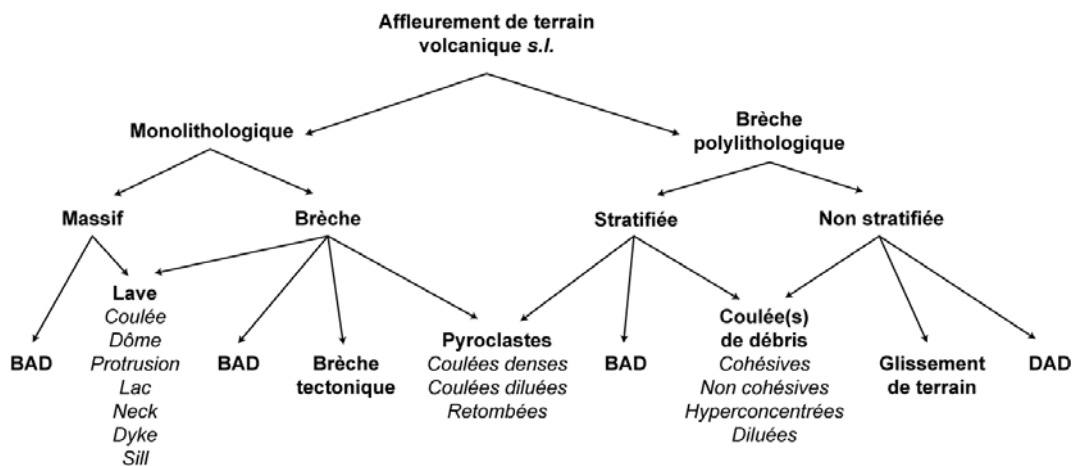 Affleurement de terrain
volcanique s.l.
Monolithologique
Brèche
polylithologique
Massif
Brèche
Stratifiée
Non stratifiée
BAD
Lave
Coulée
Dôme
Protrusion
Lac
Neck
Dyke
Sill
BAD
Brèche
tectonique
Pyroclastes
Coulées denses
Coulées diluées
Retombées
BAD
Coulée(s)
de débris
Cohésives
Non cohésives
Hyperconcentrées
Diluées
Glissement
de terrain
DAD